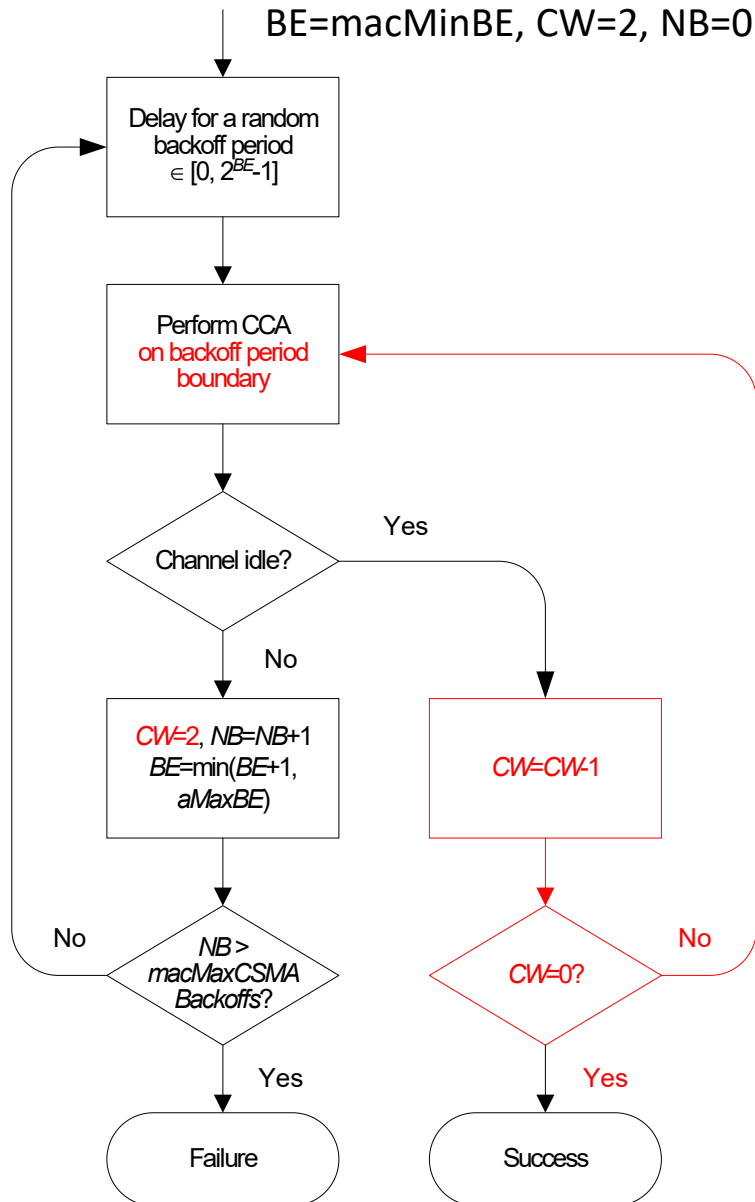 BE=macMinBE, CW=2, NB=0
Delay for a random
backoff period
∈ [0, 2^BE-1]
Perform CCA
on backoff period
boundary
Channel idle?
Yes
No
CW=2, NB=NB+1
BE=min(BE+1,
aMaxBE)
CW=CW-1
No
NB >
macMaxCSMA
Backoffs?
CW=0?
No
Yes
Yes
Failure
Success